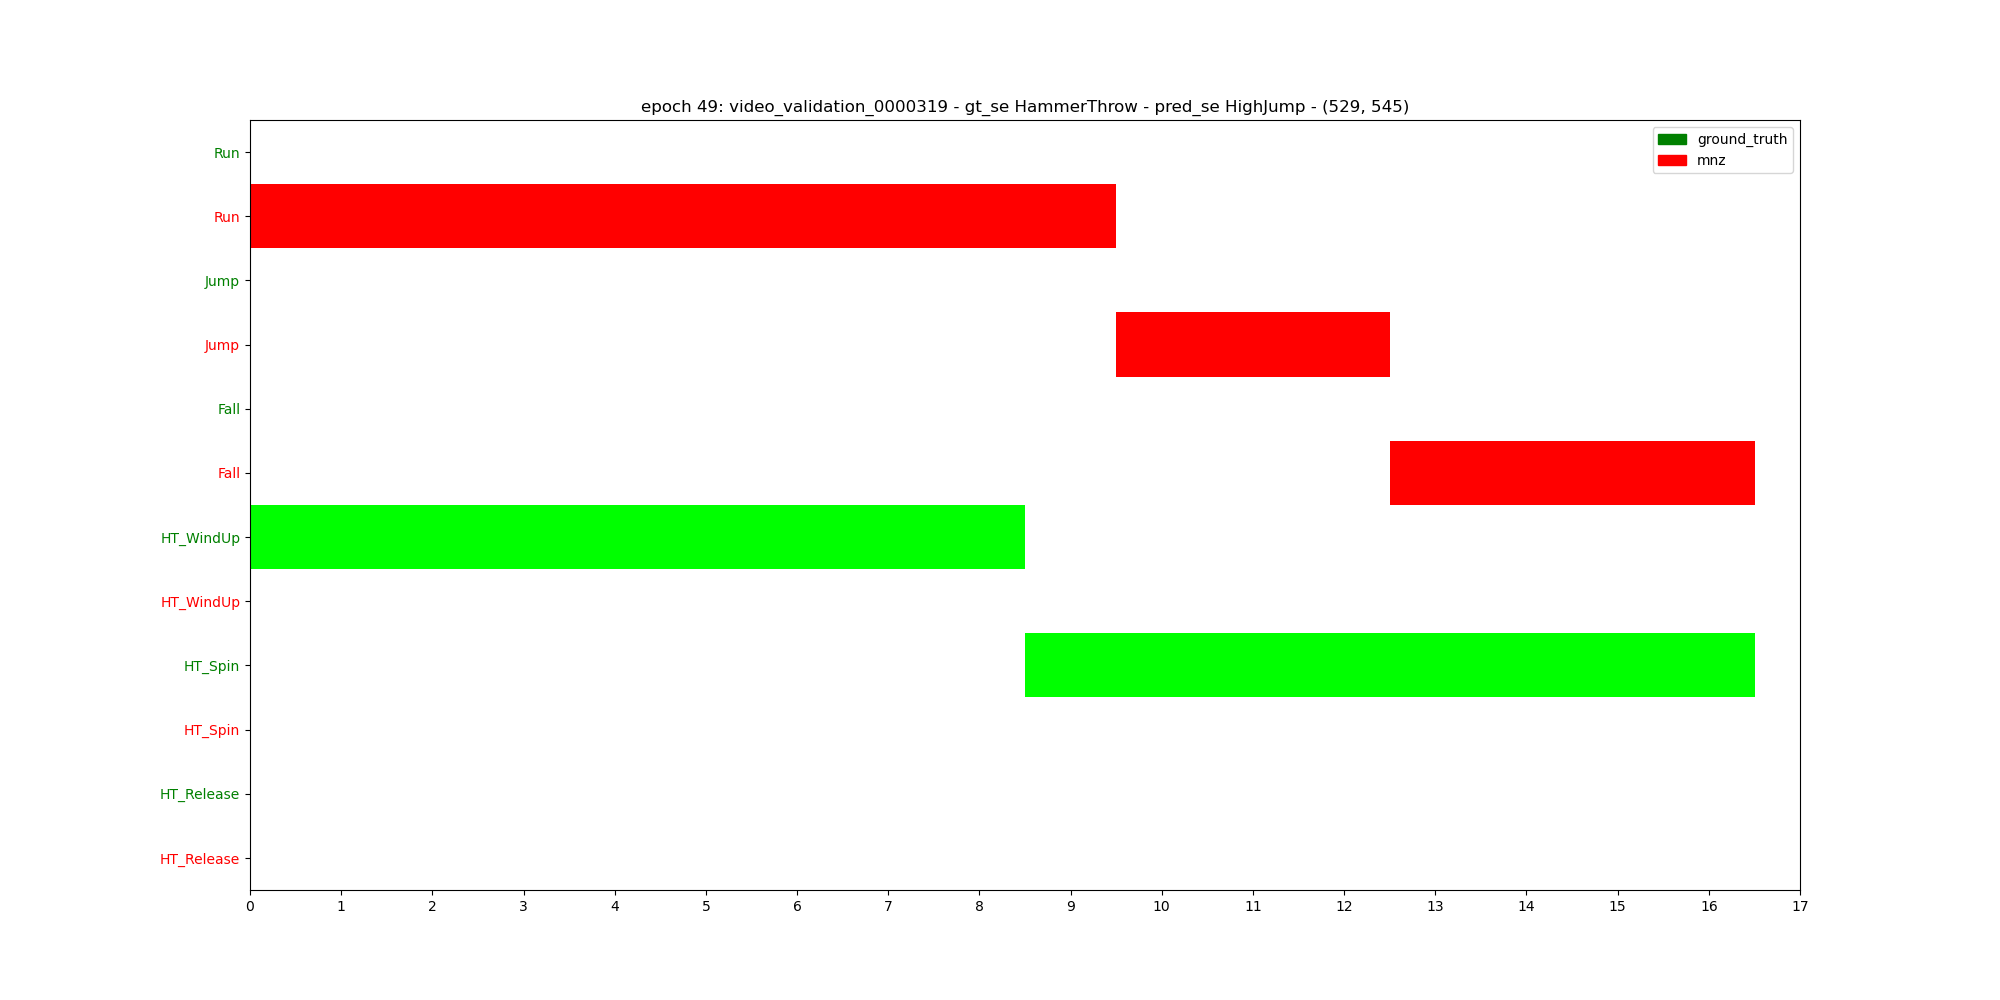 epoch 49: video_validation_0000319 - gt_se HammerThrow - pred_se HighJump - (529, 545)
ground_truth
mnz
Run
Run
Jump
Jump
Fall
Fall
HT_WindUp
HT_WindUp
HT_Spin
HT_Spin
HT_Release
HT_Release
0 1 2 3 4 5 6 7 8 9 10 11 12 13 14 15 16 17